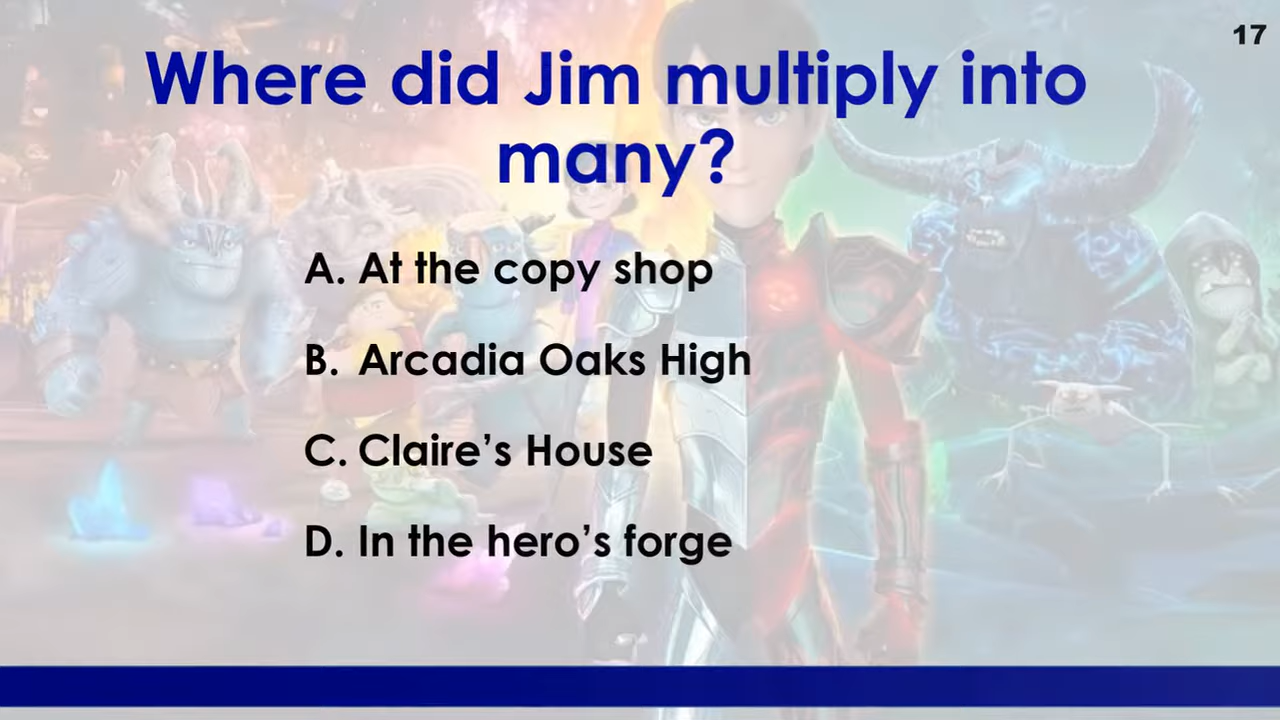 17
Where did Jim multiply into
many?
A. At the copy shop
B. Arcadia Oaks High
C. Claire’s House
D. In the hero’s forge